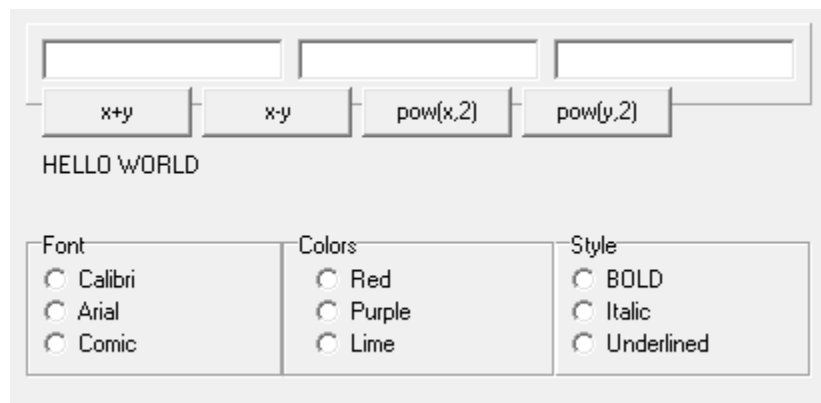 x+y x-y pow(x,2) pow(y,2)
HELLO WORLD
Font Colors Style
Calibri Red BOLD
Arial Purple Italic
Comic Lime Underlined